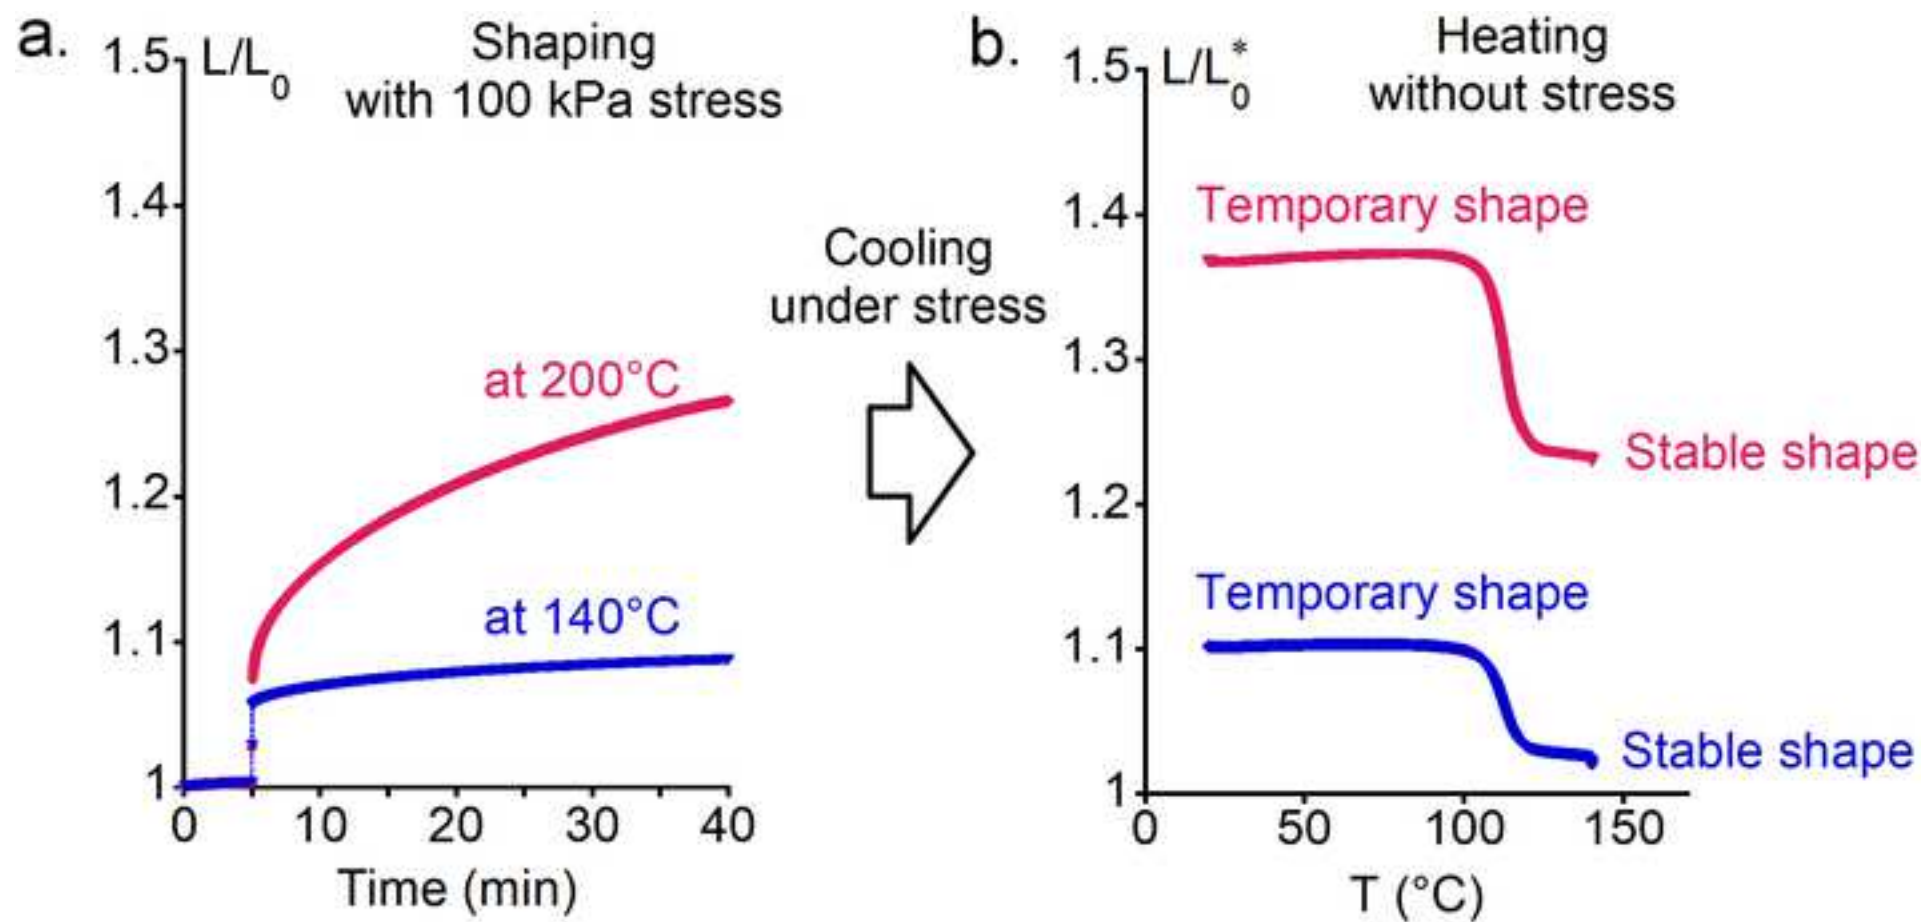 a.
L/L0
Shaping
with 100 kPa stress
1.5
1.4
1.3
1.2
1.1
1
at 200°C
at 140°C
0
10
20
30
40
Time (min)
Cooling
under stress
b.
L/L0*
Heating
without stress
1.5
1.4
1.3
1.2
1.1
1
Temporary shape
Stable shape
Temporary shape
Stable shape
0
50
100
150
T (°C)